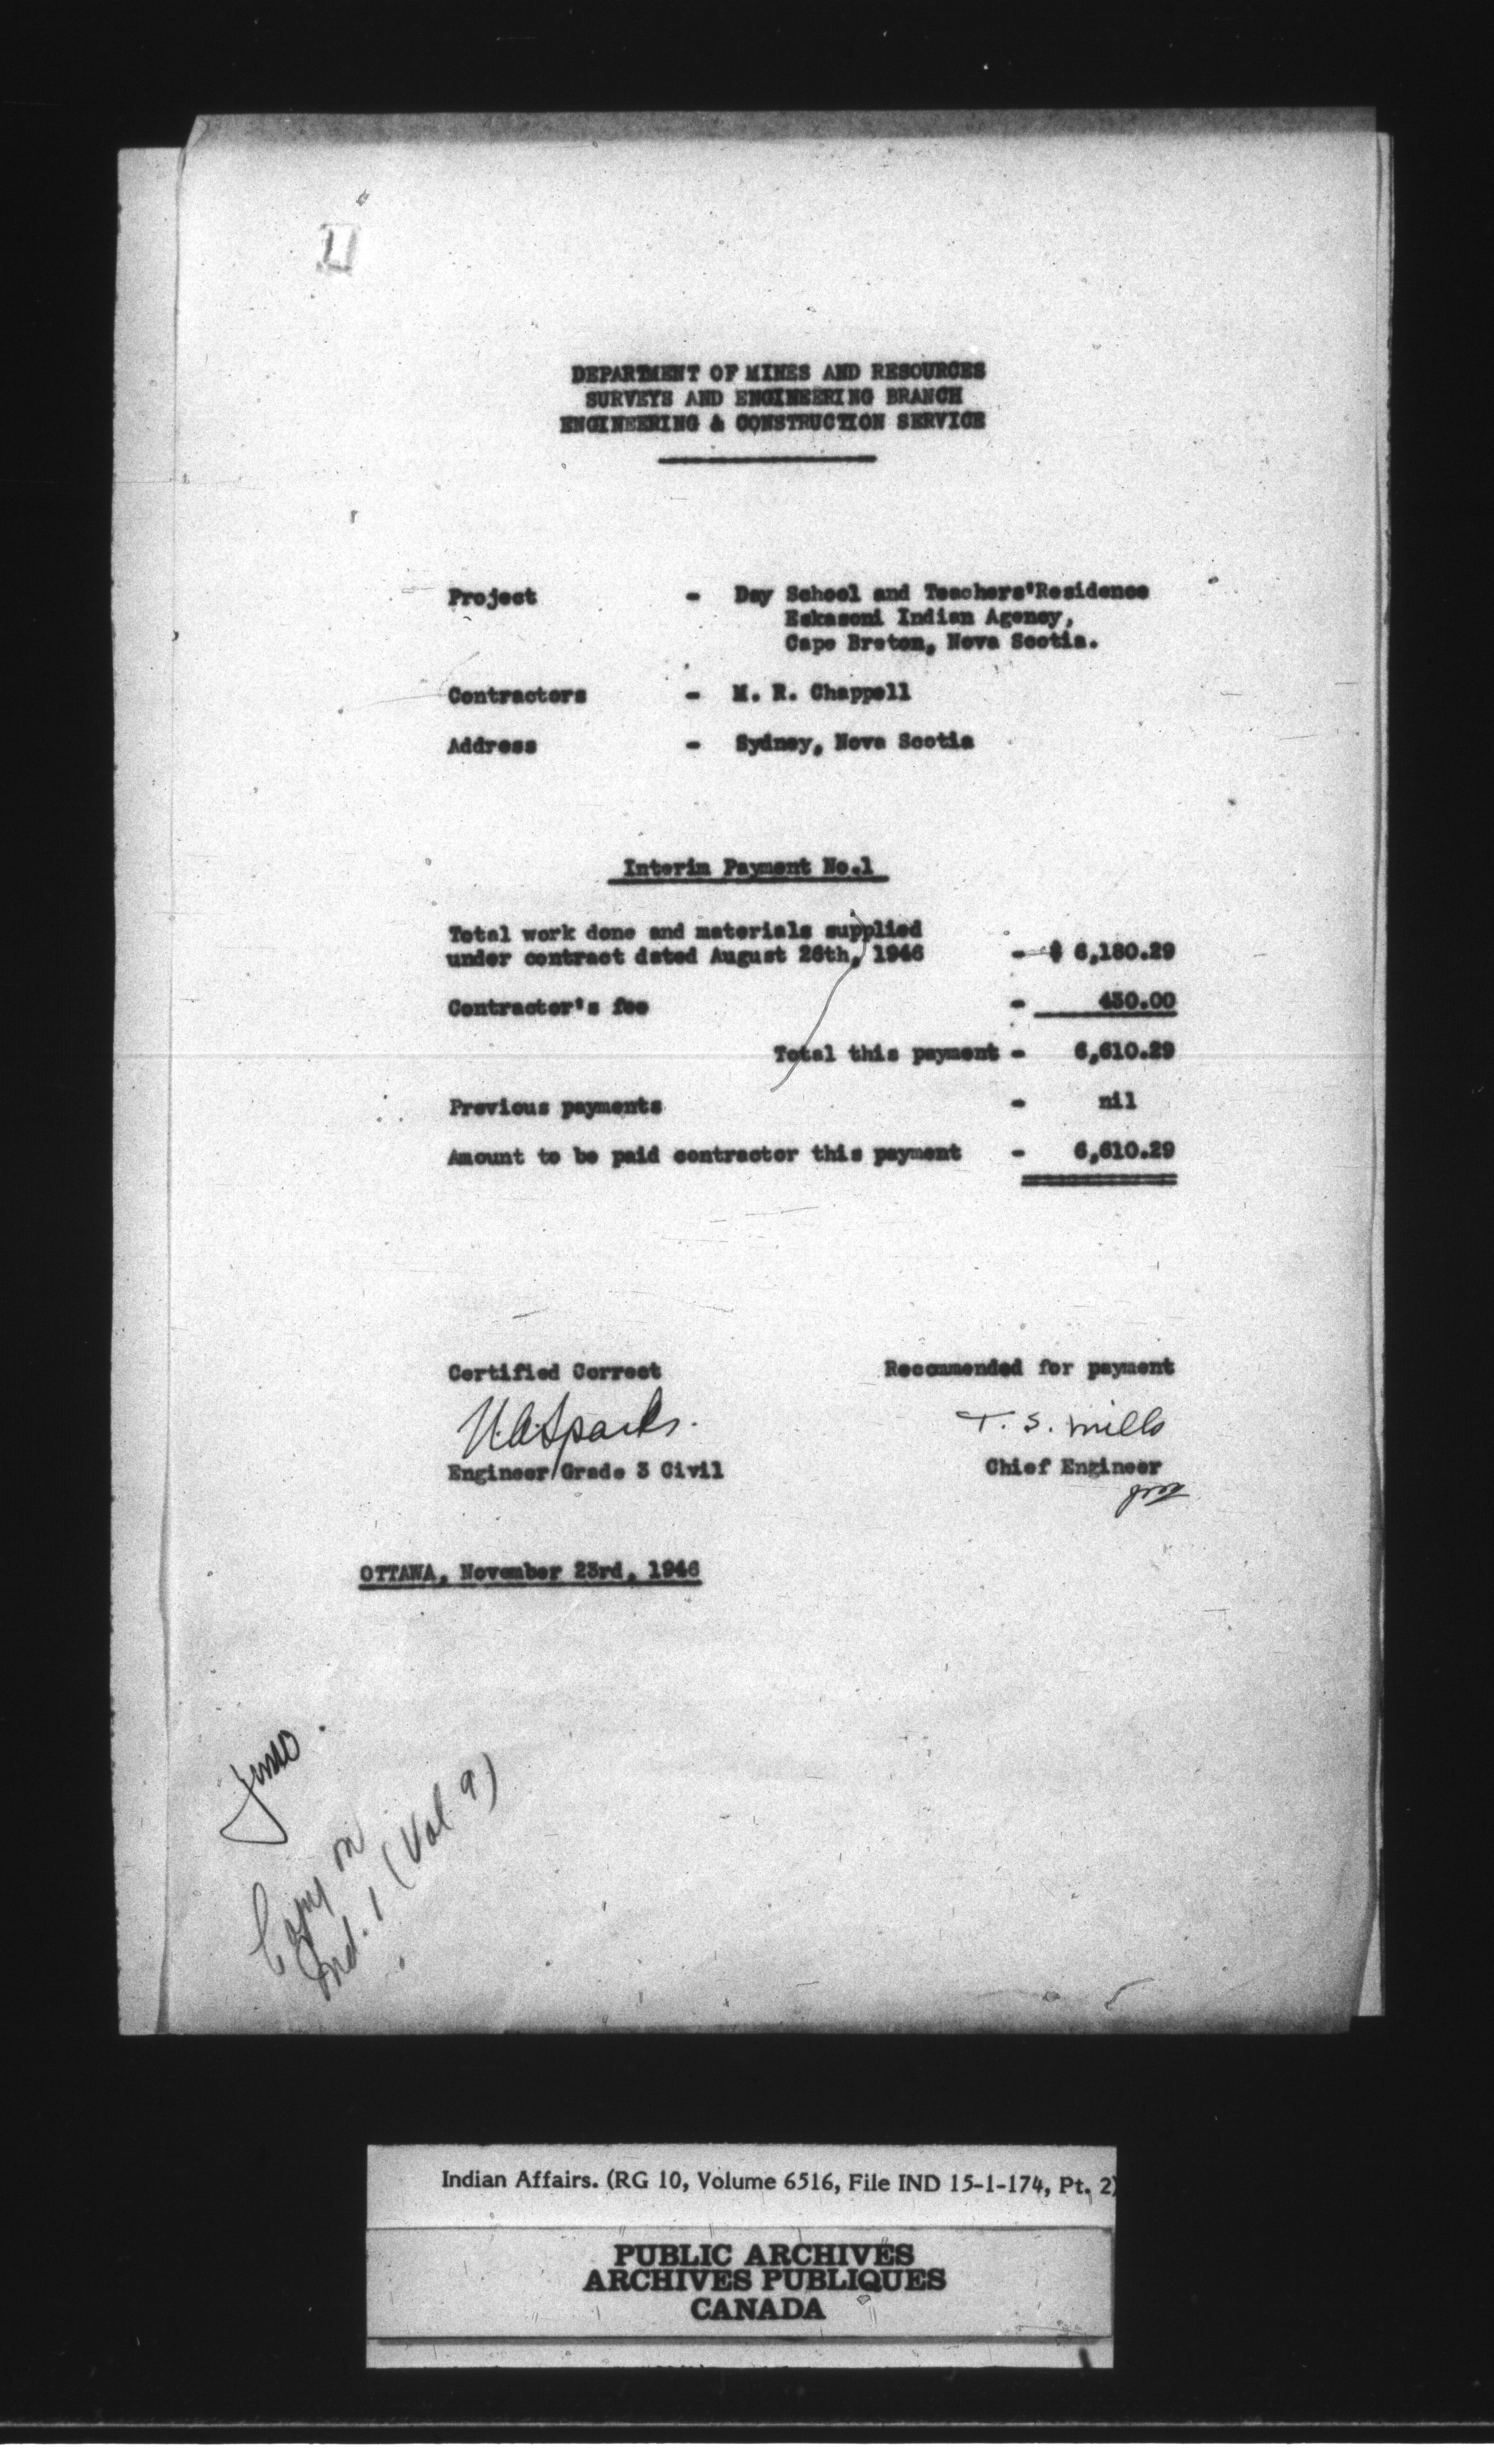 DEPARTMENT OF MINES AND RESOURCES
SURVEYS AND ENGINEERING BRANCH
ENGINEERING & CONSTRUCTION SERVICE
Project - Day School and Teachers'Residence
Eskasoni Indian Agency,
Cape Breton, Nova Scotia.
Contractors - M. R. Chappell
Address - Sydney, Nova Scotia
Interim Payment No.1
Total work done and materials supplied
under contract dated August 26th, 1946 - $ 6,180.29
Contractor's fee - 430.00
Total this payment - 6,610.29
Previous payments - nil
Amount to be paid contractor this payment - 6,610.29
Certified Correct
Recommended for payment
T. S. Mills
Engineer Grade 3 Civil
Chief Engineer
OTTAWA, November 23rd, 1946
Copy on
Ind. 1 (Vol 9)
Indian Affairs. (RG 10, Volume 6516, File IND 15-1-174, Pt. 2)
PUBLIC ARCHIVES
ARCHIVES PUBLIQUES
CANADA